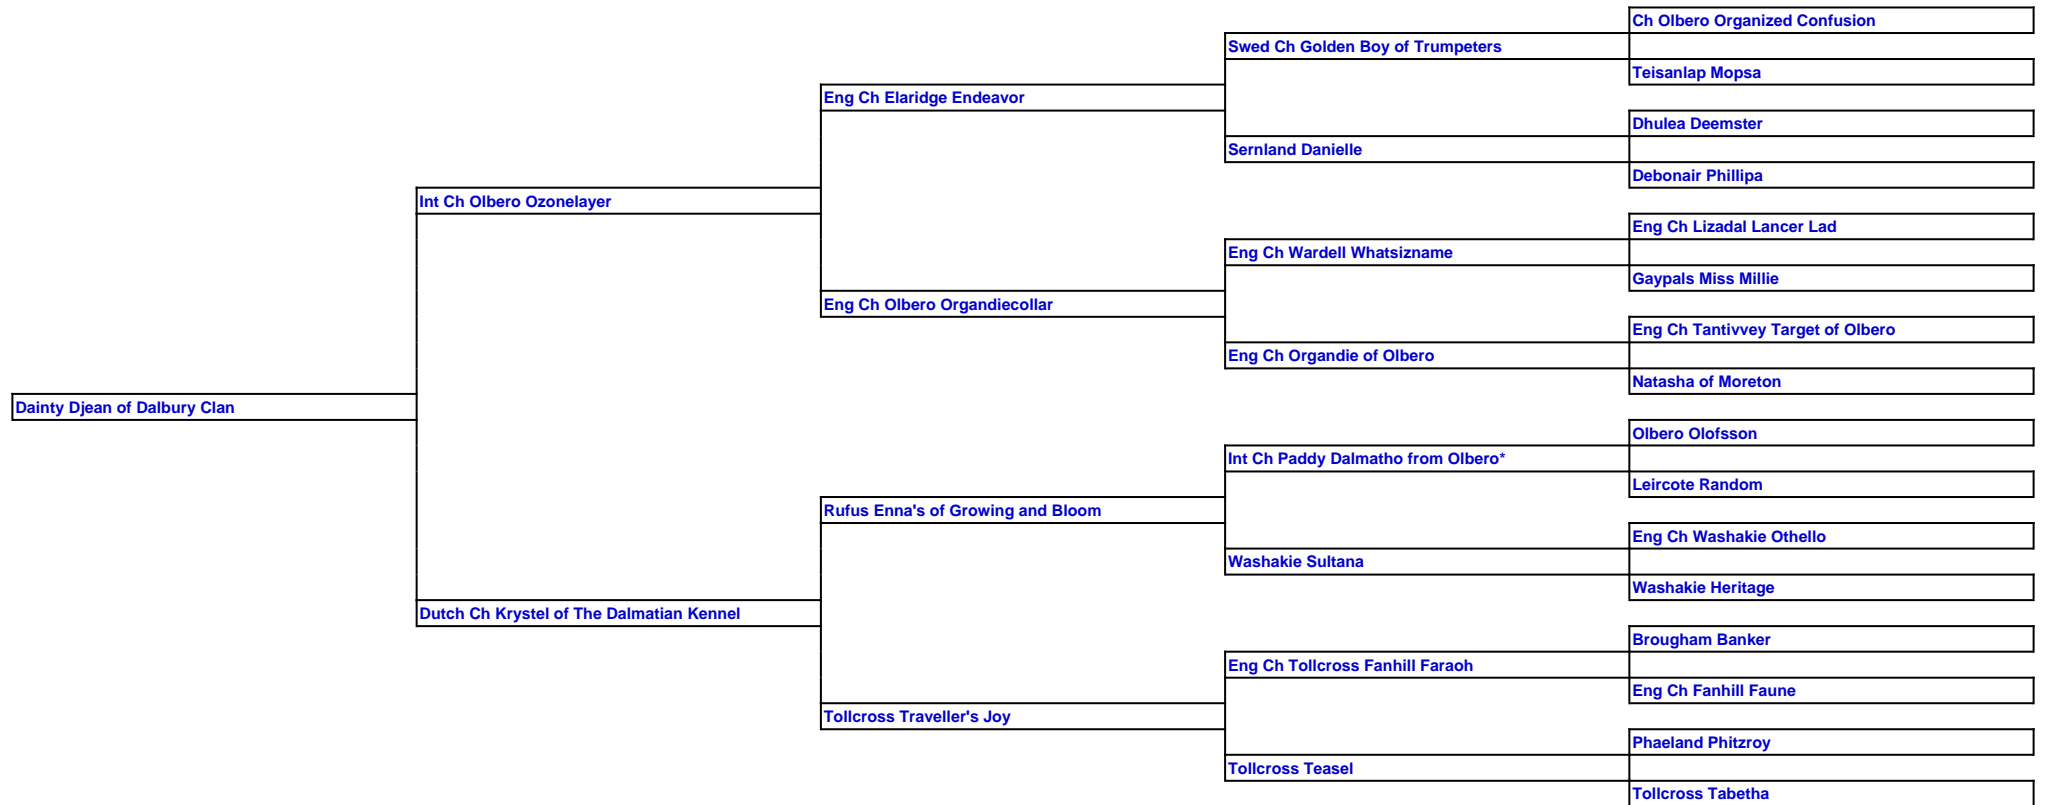 Ch Olbero Organized Confusion
Swed Ch Golden Boy of Trumpeters
Teisanlap Mopsa
Eng Ch Elaridge Endeavor
Dhulea Deemster
Sernland Danielle
Debonair Phillipa
Int Ch Olbero Ozonelayer
Eng Ch Lizadal Lancer Lad
Eng Ch Wardell Whatsizname
Gaypals Miss Millie
Eng Ch Olbero Organdiecollar
Eng Ch Tantivvey Target of Olbero
Eng Ch Organdie of Olbero
Natasha of Moreton
Dainty Djean of Dalbury Clan
Olbero Olofsson
Int Ch Paddy Dalmatho from Olbero*
Leircote Random
Rufus Enna's of Growing and Bloom
Eng Ch Washakie Othello
Washakie Sultana
Washakie Heritage
Dutch Ch Krystel of The Dalmatian Kennel
Brougham Banker
Eng Ch Tollcross Fanhill Faraoh
Eng Ch Fanhill Faune
Tollcross Traveller's Joy
Phaeland Phitzroy
Tollcross Teasel
Tollcross Tabetha